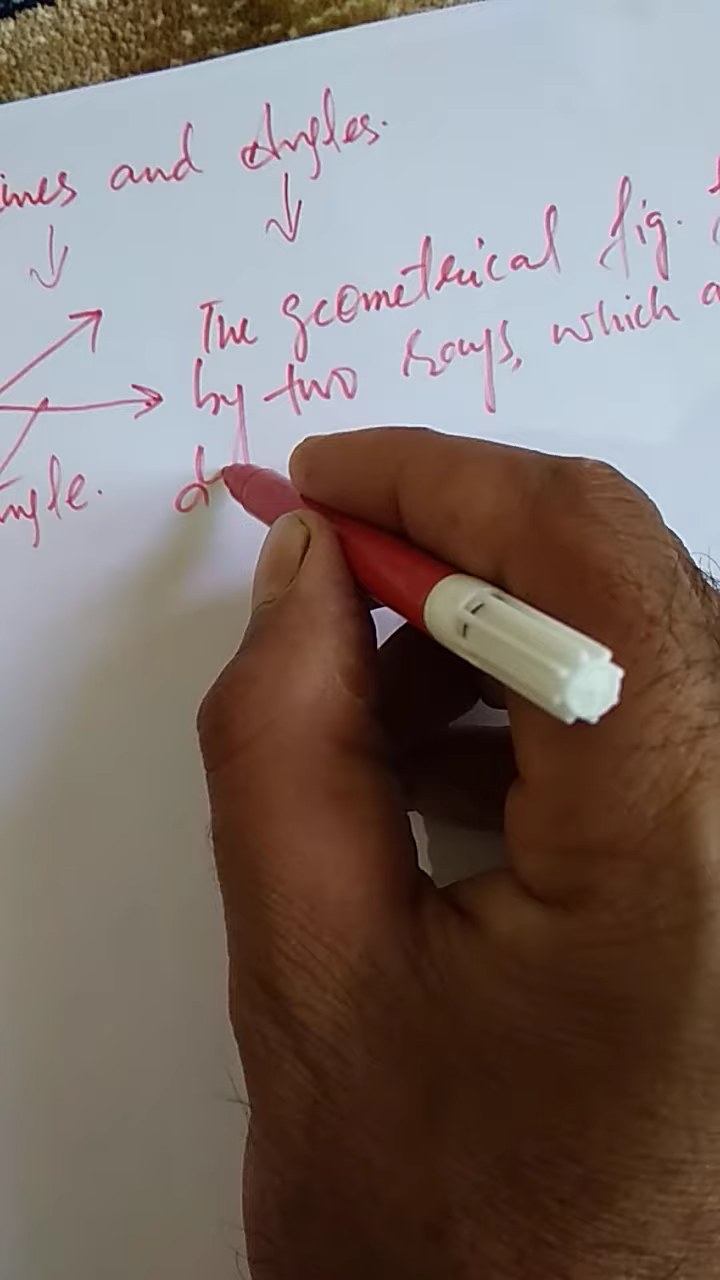 ines and Angles.
The geometrical fig. f
by two rays, which a
ngle. d